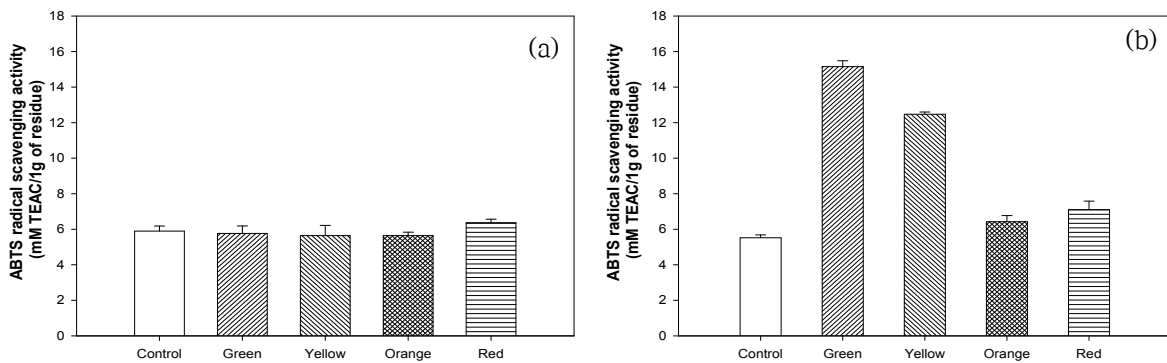 ABTS radical scavenging activity
(mM TEAC/1g of residue)
18
16
14
12
10
8
6
4
2
0
(a)
Control Green Yellow Orange Red
ABTS radical scavenging activity
(mM TEAC/1g of residue)
18
16
14
12
10
8
6
4
2
0
(b)
Control Green Yellow Orange Red